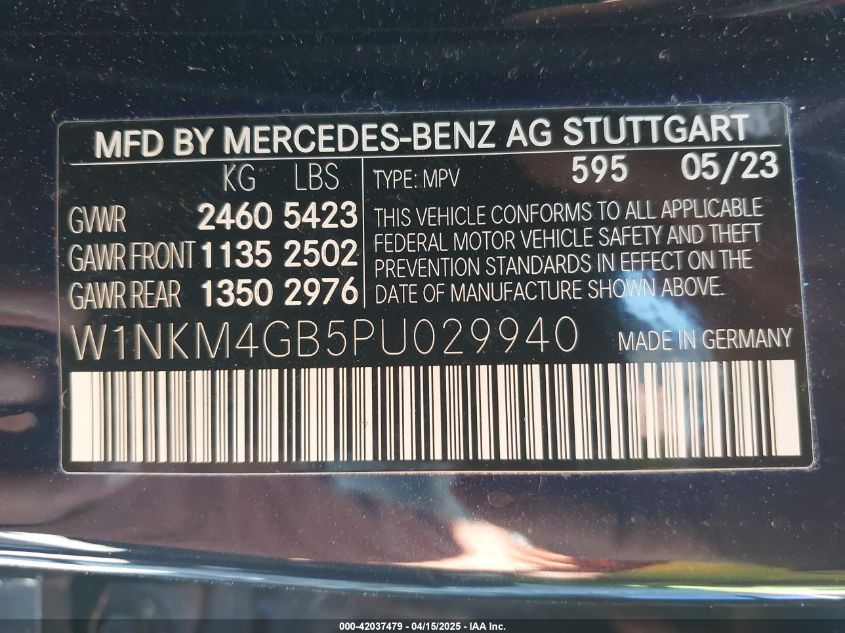 MFD BY MERCEDES-BENZ AG STUTTGART
KG LBS
GVWR 2460 5423
GAWR FRONT 1135 2502
GAWR REAR 1350 2976
TYPE: MPV 595 05/23
THIS VEHICLE CONFORMS TO ALL APPLICABLE
FEDERAL MOTOR VEHICLE SAFETY AND THEFT
PREVENTION STANDARDS IN EFFECT ON THE
DATE OF MANUFACTURE SHOWN ABOVE.
W1NKM4GB5PU029940 MADE IN GERMANY
000-42037479 - 04/15/2025 - IAA Inc.